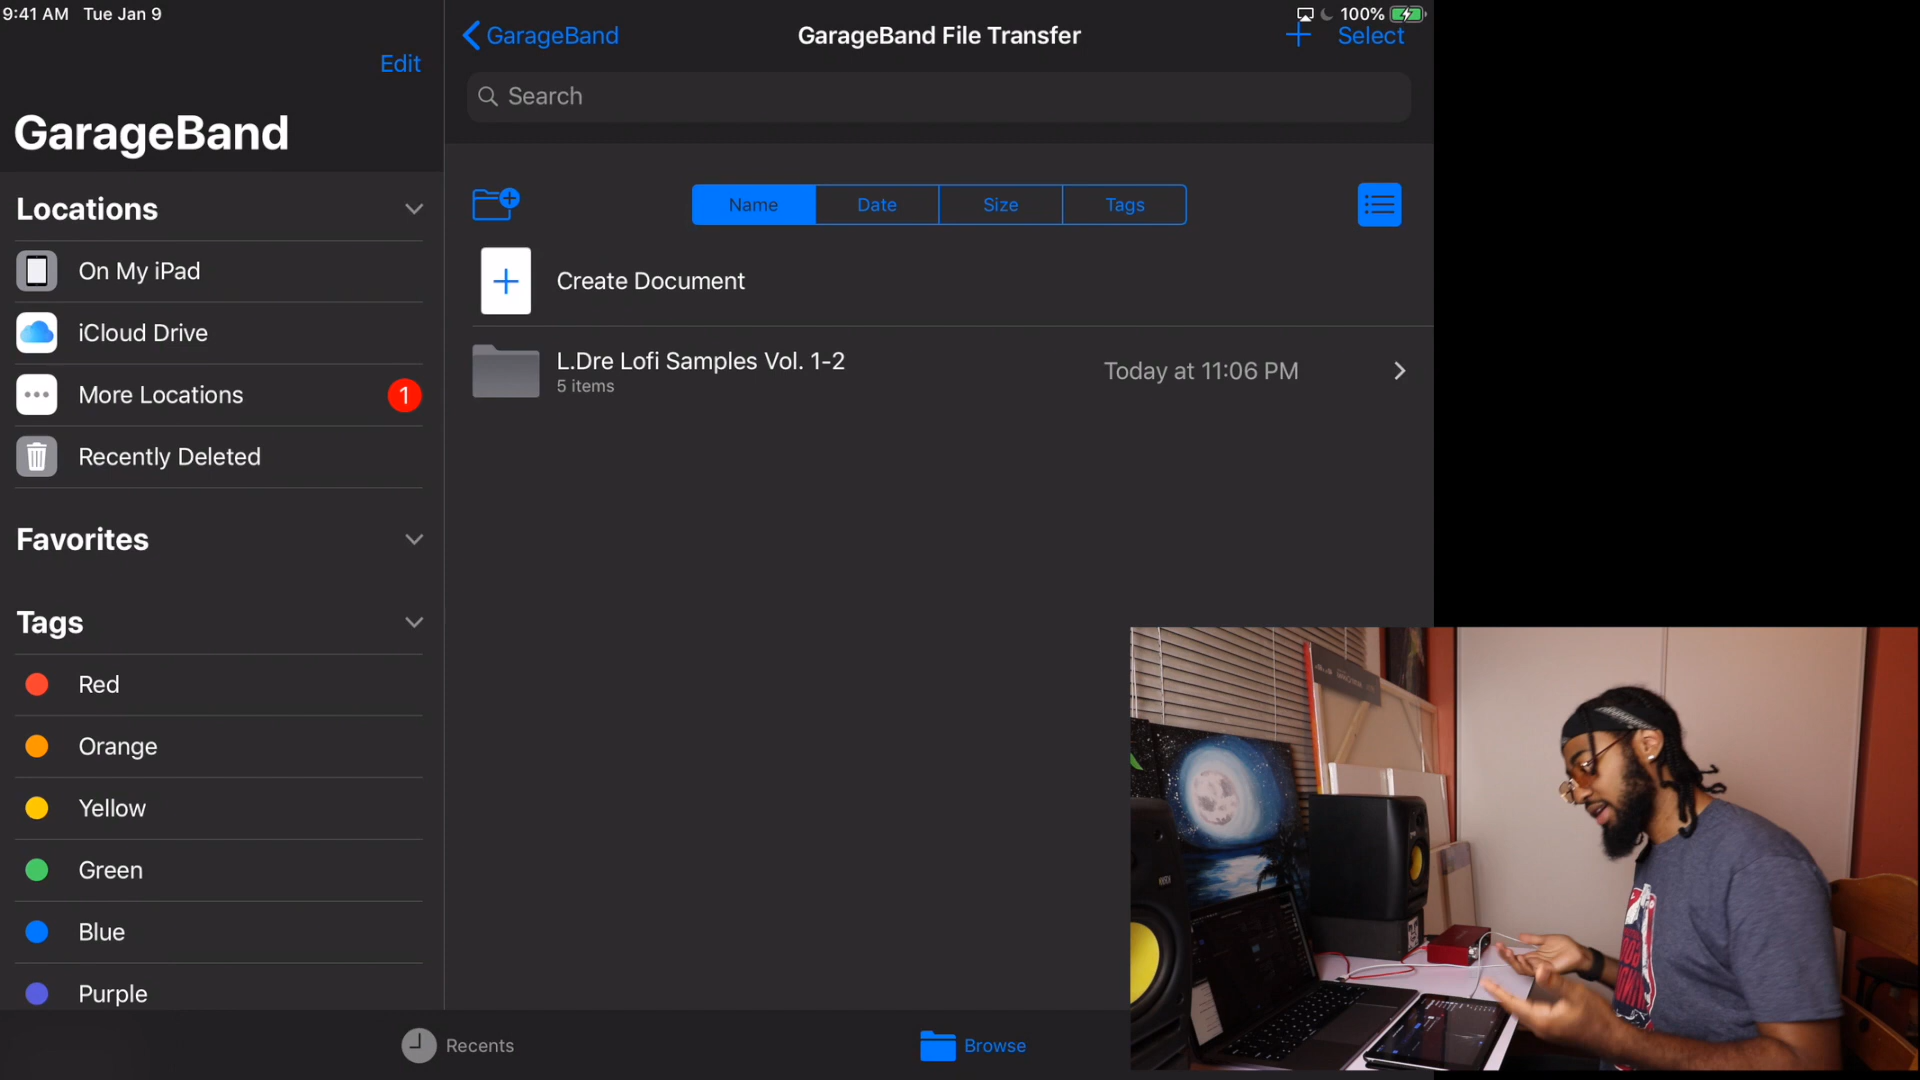 9:41 AM Tue Jan 9
100%
Edit
GarageBand
Locations
On My iPad
iCloud Drive
More Locations 1
Recently Deleted
Favorites
Tags
Red
Orange
Yellow
Green
Blue
Purple
GarageBand
GarageBand File Transfer
Select
Search
Name Date Size Tags
Create Document
L.Dre Lofi Samples Vol. 1-2
5 items
Today at 11:06 PM
Recents
Browse